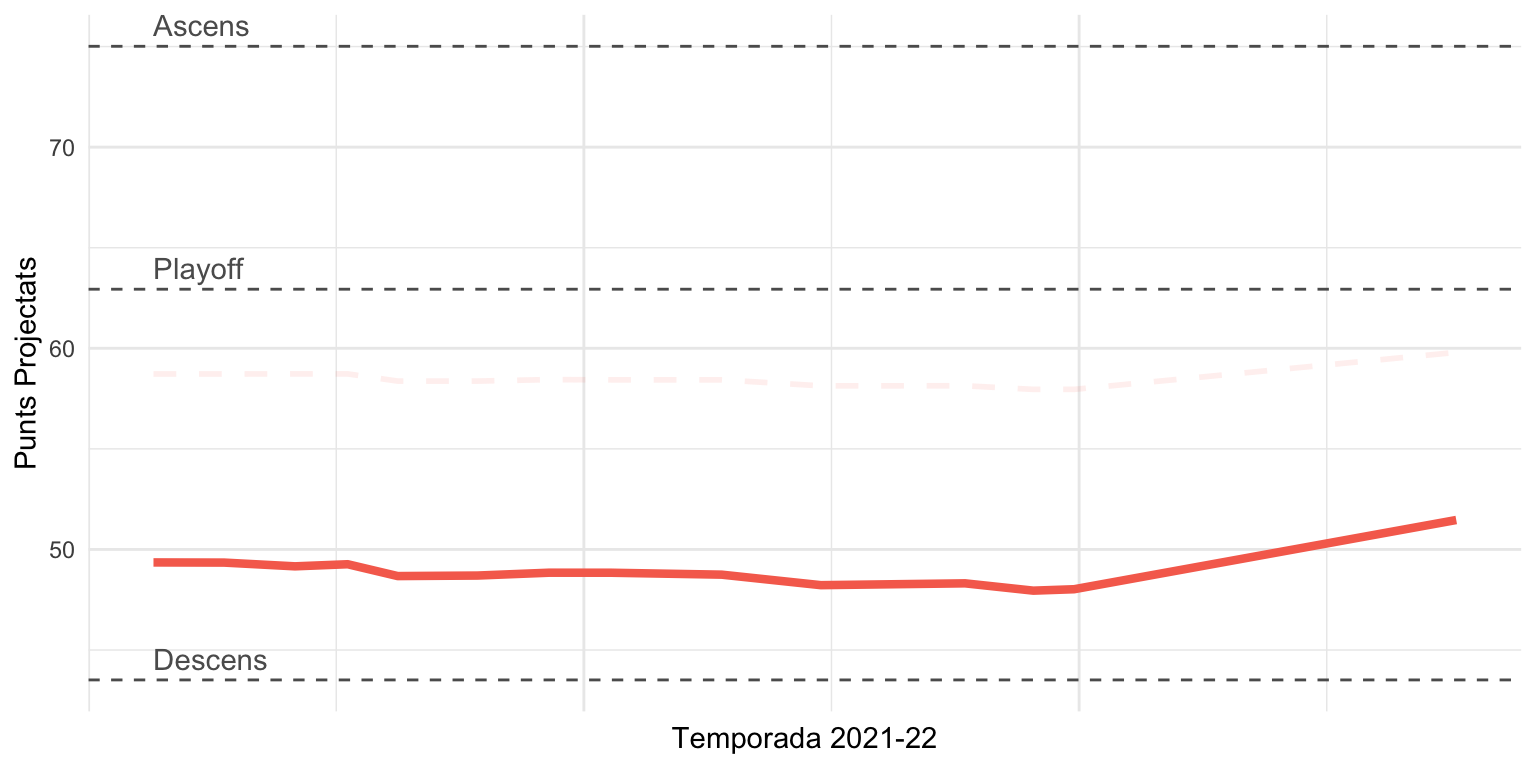 Ascens
70
Playoff
60
50
Descens
Punts Projectats
Temporada 2021-22